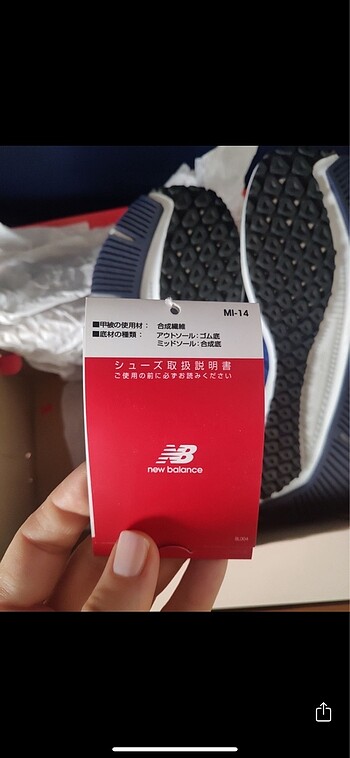 MI-14
■甲被の使用材： 合成繊維
■底材の種類： アウトソール：ゴム底
ミッドソール：合成底
シューズ取扱説明書
ご使用の前に必ずお読みください
NB
new balance